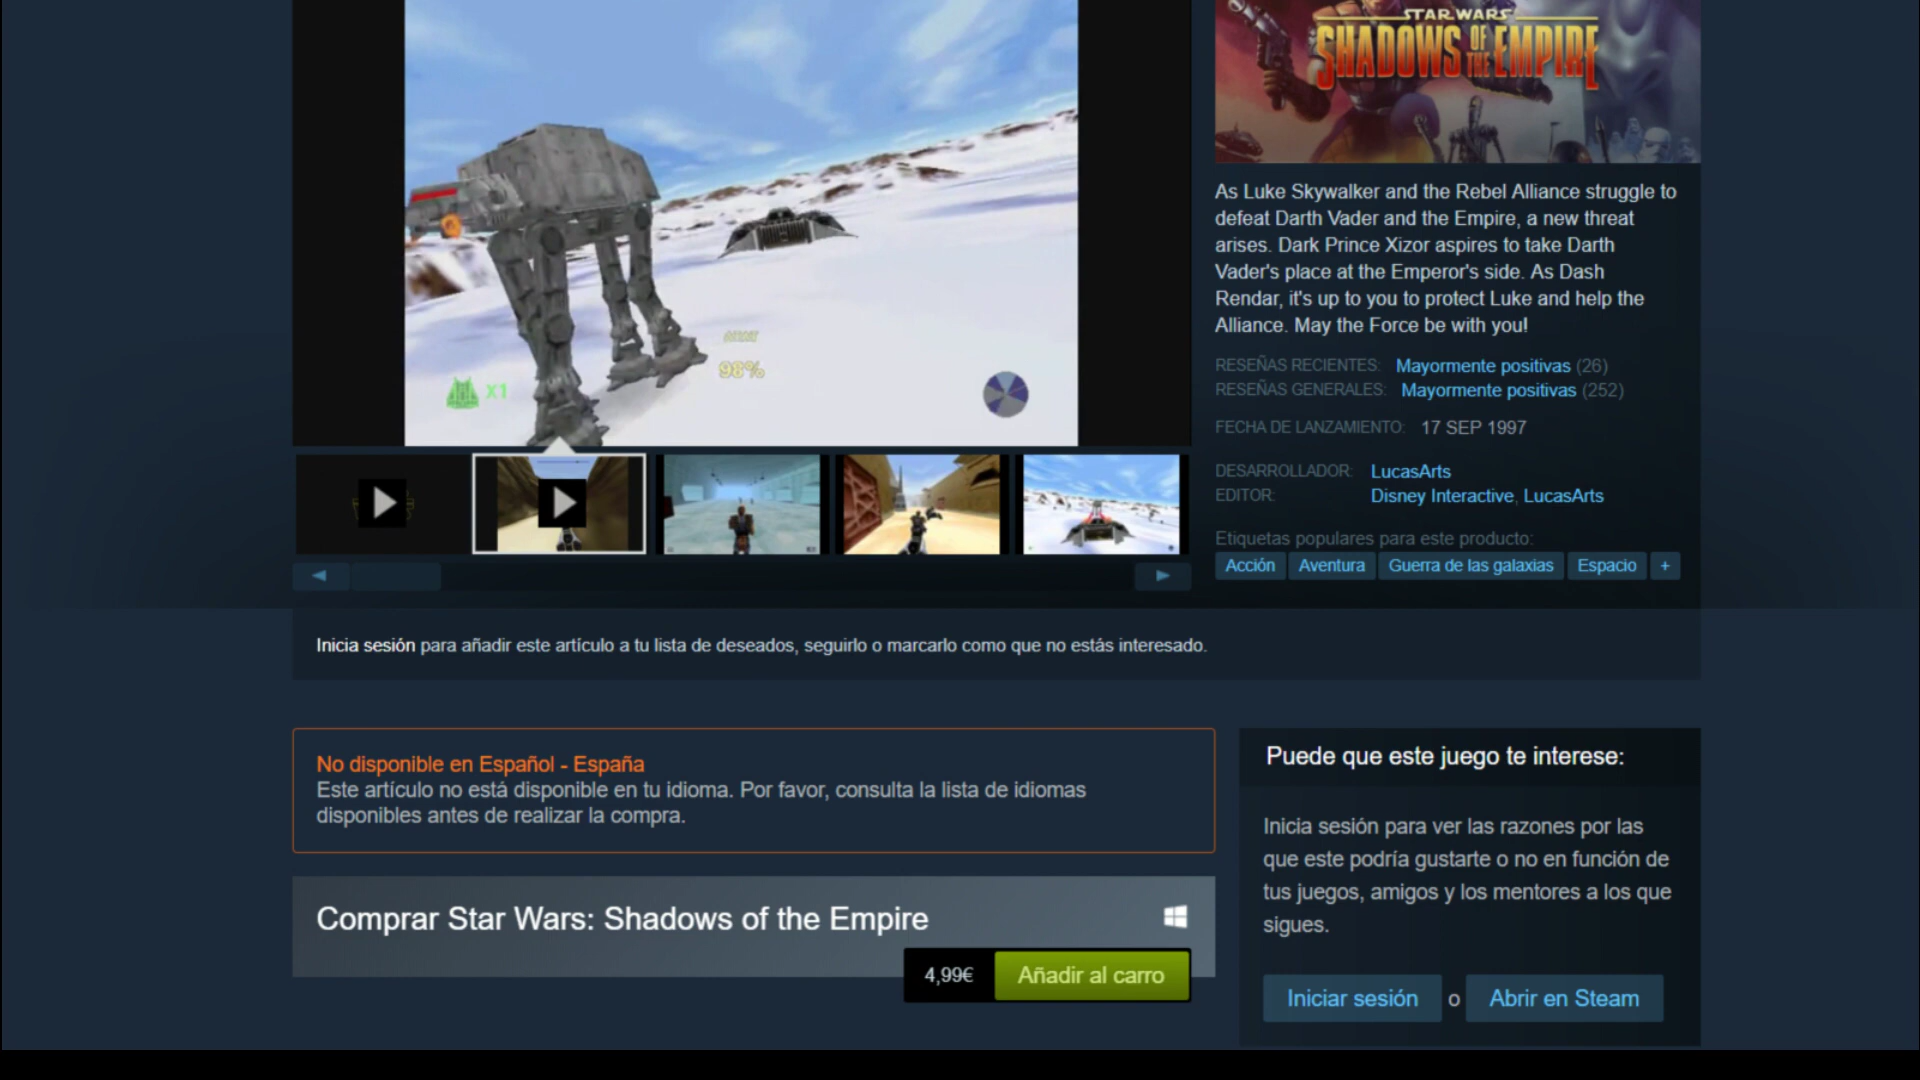 STAR WARS
SHADOWS OF THE EMPIRE
98%
X1
As Luke Skywalker and the Rebel Alliance struggle to
defeat Darth Vader and the Empire, a new threat
arises. Dark Prince Xizor aspires to take Darth
Vader's place at the Emperor's side. As Dash
Rendar, it's up to you to protect Luke and help the
Alliance. May the Force be with you!
RESEÑAS RECIENTES: Mayormente positivas (26)
RESEÑAS GENERALES: Mayormente positivas (252)
FECHA DE LANZAMIENTO: 17 SEP 1997
DESARROLLADOR: LucasArts
EDITOR: Disney Interactive, LucasArts
Etiquetas populares para este producto:
Acción Aventura Guerra de las galaxias Espacio +
Inicia sesión para añadir este artículo a tu lista de deseados, seguirlo o marcarlo como que no estás interesado.
No disponible en Español - España
Este artículo no está disponible en tu idioma. Por favor, consulta la lista de idiomas
disponibles antes de realizar la compra.
Comprar Star Wars: Shadows of the Empire
4,99€ Añadir al carro
Puede que este juego te interese:
Inicia sesión para ver las razones por las
que este podría gustarte o no en función de
tus juegos, amigos y los mentores a los que
sigues.
Iniciar sesión o Abrir en Steam